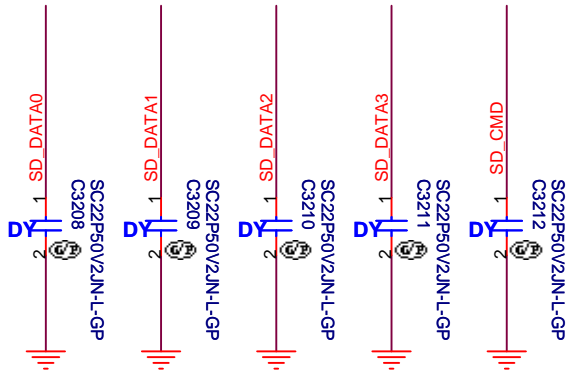 SD_DATA0
1
DY
2
G/P
C3208
SC22P50V2JN-L-GP
SD_DATA1
1
DY
2
G/P
C3209
SC22P50V2JN-L-GP
SD_DATA2
1
DY
2
G/P
C3210
SC22P50V2JN-L-GP
SD_DATA3
1
DY
2
G/P
C3211
SC22P50V2JN-L-GP
SD_CMD
1
DY
2
G/P
C3212
SC22P50V2JN-L-GP